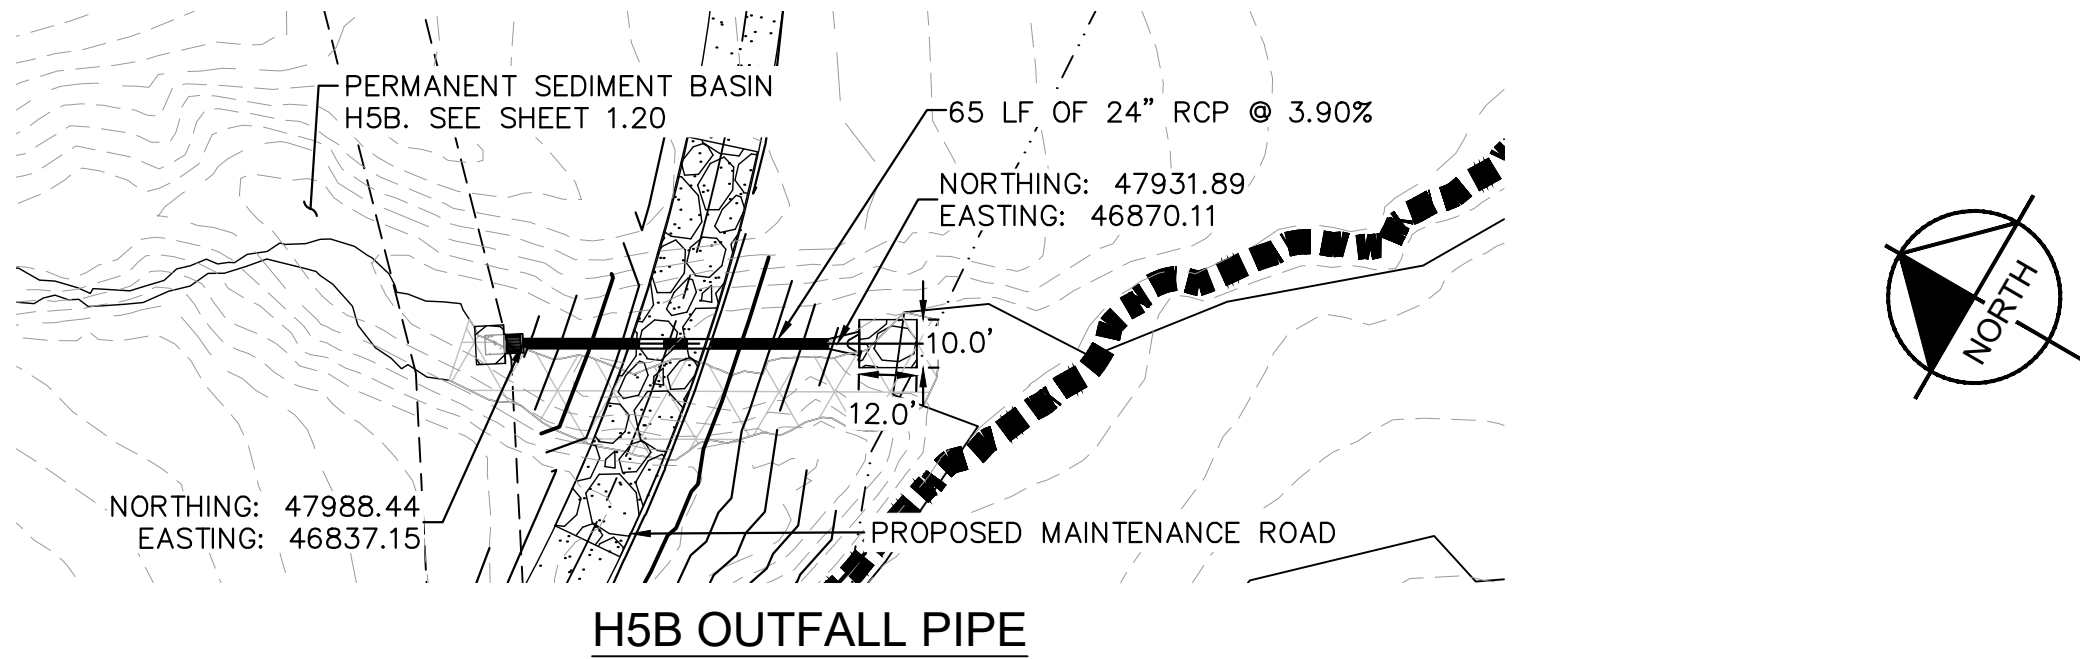 PERMANENT SEDIMENT BASIN
H5B. SEE SHEET 1.20
65 LF OF 24" RCP @ 3.90%
NORTHING: 47931.89
EASTING: 46870.11
NORTH
10.0'
12.0'
NORTHING: 47988.44
EASTING: 46837.15
PROPOSED MAINTENANCE ROAD
H5B OUTFALL PIPE